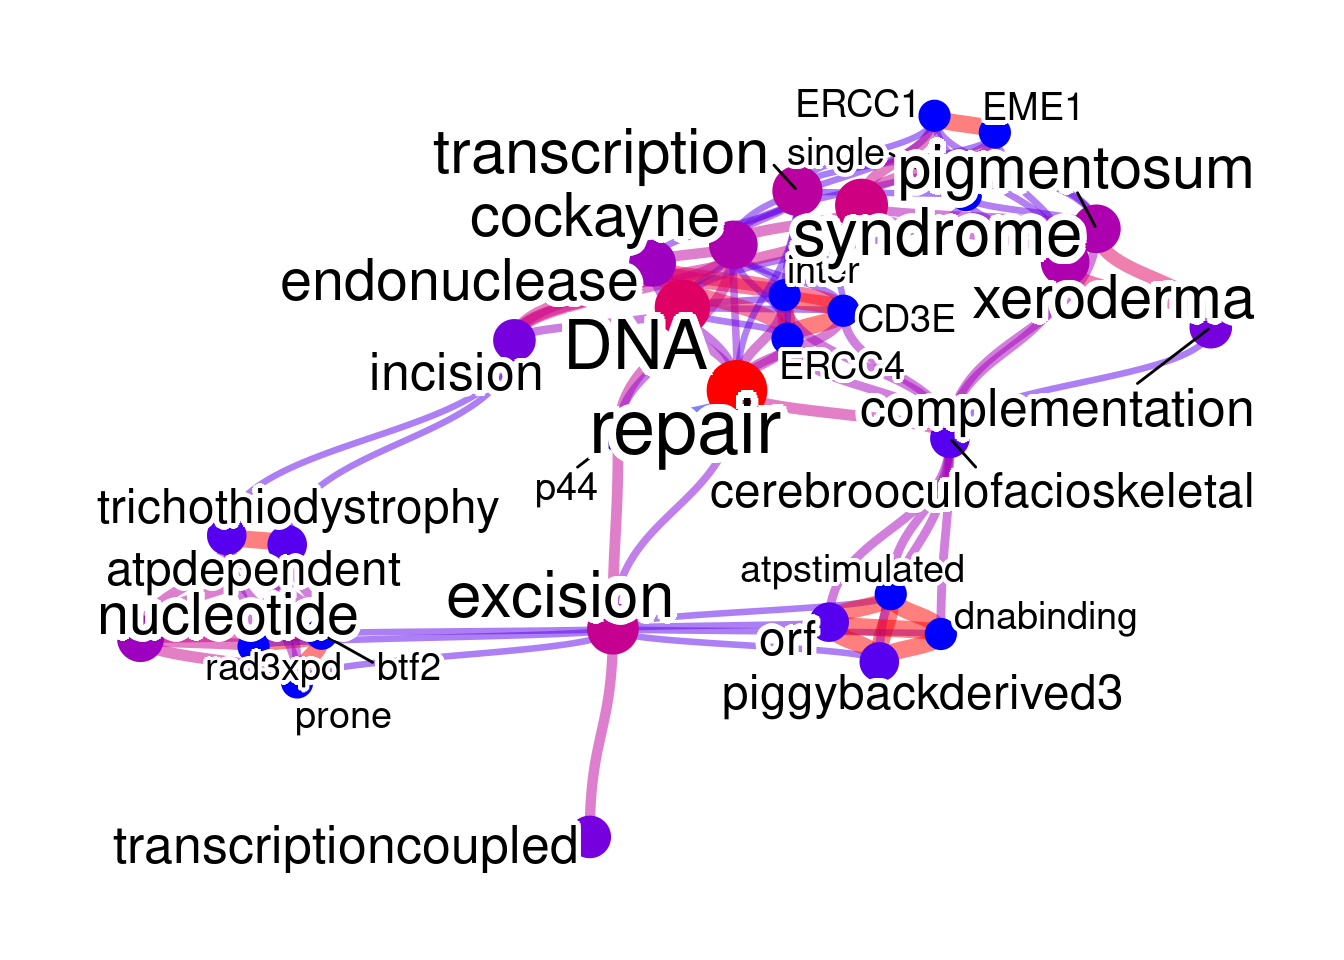 ERCC1
EME1
transcription
single
pigmentosum
cockayne
syndrome
endonuclease
inter
xeroderma
CD3E
DNA
incision
ERCC4
complementation
repair
p44
cerebrooculofacioskeletal
trichothiodystrophy
atpdependent
atpstimulated
excision
nucleotide
dnabinding
orf
rad3xpd
btf2
piggybackderived3
prone
transcriptioncoupled